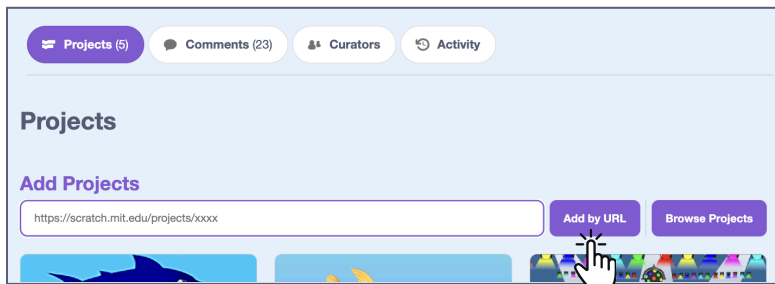 Projects (5) Comments (23) Curators Activity
Projects
Add Projects
https://scratch.mit.edu/projects/xxxx Add by URL Browse Projects